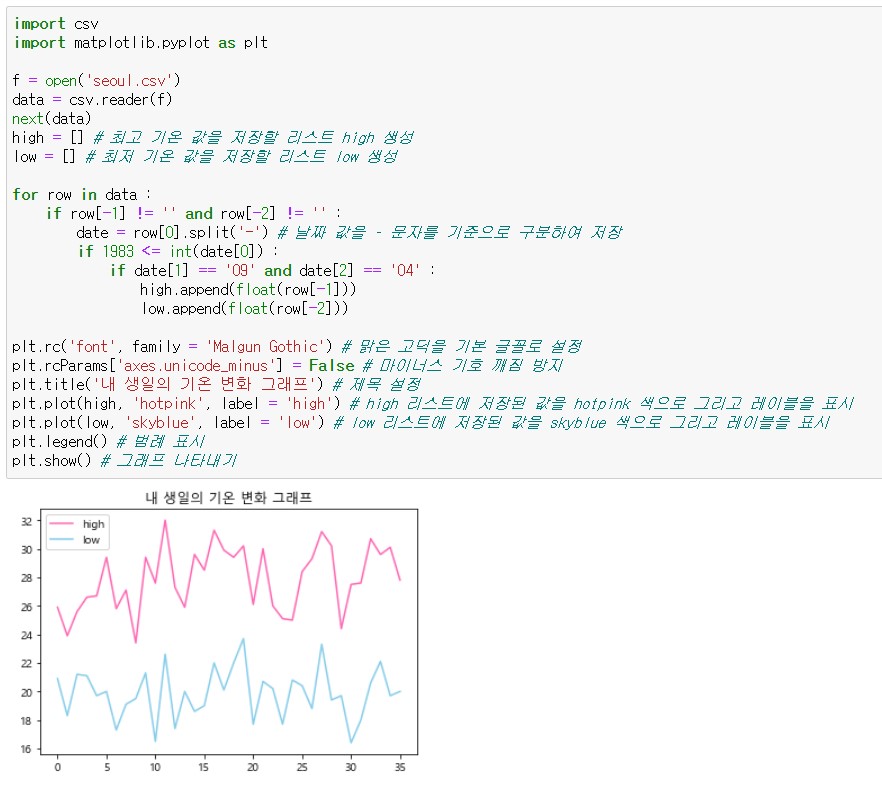 import csv
import matplotlib.pyplot as plt
f = open('seoul.csv')
data = csv.reader(f)
next(data)
high = [] # 최고 기온 값을 저장할 리스트 high 생성
low = [] # 최저 기온 값을 저장할 리스트 low 생성
for row in data :
if row[-1] != '' and row[-2] != '' :
date = row[0].split('-') # 날짜 값을 - 문자를 기준으로 구분하여 저장
if 1983 <= int(date[0]) :
if date[1] == '09' and date[2] == '04' :
high.append(float(row[-1]))
low.append(float(row[-2]))
plt.rc('font', family = 'Malgun Gothic') # 맑은 고딕을 기본 글꼴로 설정
plt.rcParams['axes.unicode_minus'] = False # 마이너스 기호 깨짐 방지
plt.title('내 생일의 기온 변화 그래프') # 제목 설정
plt.plot(high, 'hotpink', label = 'high') # high 리스트에 저장된 값을 hotpink 색으로 그리고 레이블을 표시
plt.plot(low, 'skyblue', label = 'low') # low 리스트에 저장된 값을 skyblue 색으로 그리고 레이블을 표시
plt.legend() # 범례 표시
plt.show() # 그래프 나타내기
내 생일의 기온 변화 그래프
high
low
32
30
28
26
24
22
20
18
16
0 5 10 15 20 25 30 35